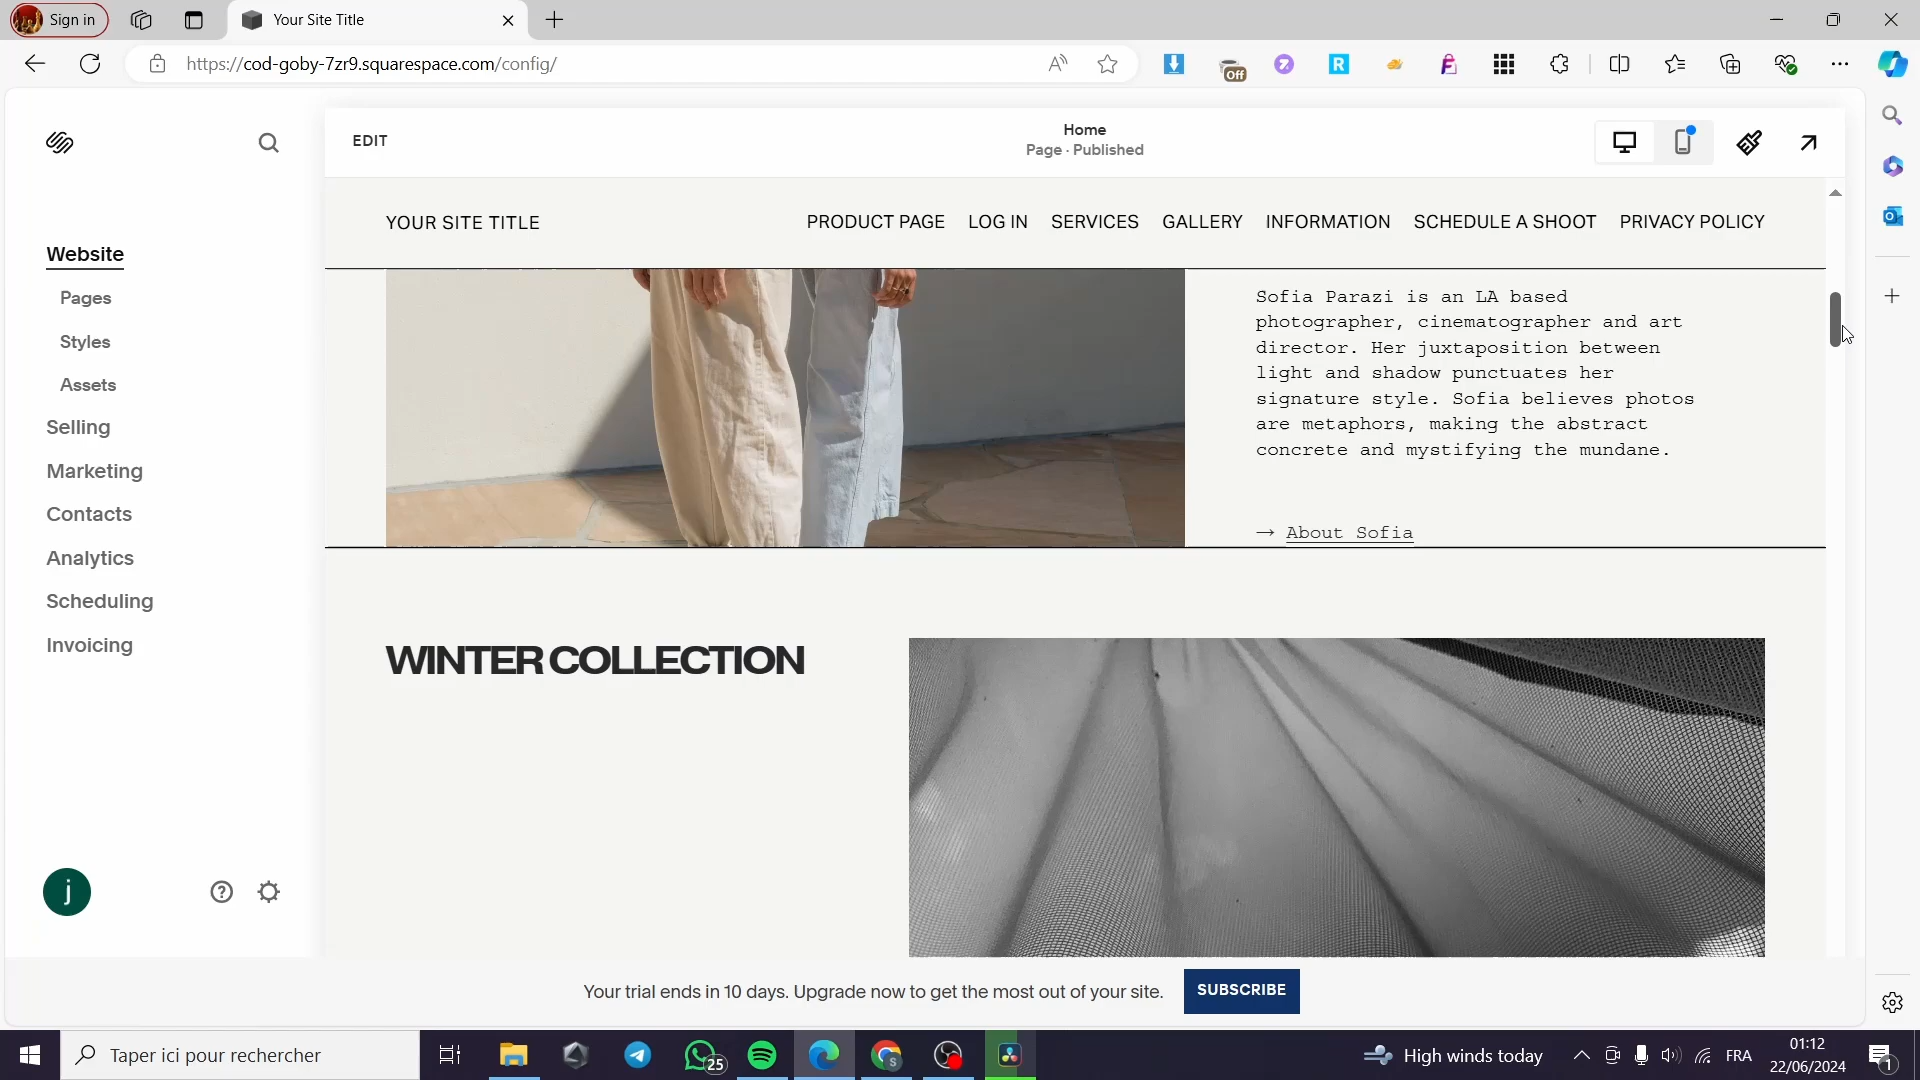 Sign in
Your Site Title
https://cod-goby-7zr9.squarespace.com/config/
Off
EDIT
Home
Page · Published
YOUR SITE TITLE
PRODUCT PAGE LOG IN SERVICES GALLERY INFORMATION SCHEDULE A SHOOT PRIVACY POLICY
Website
Pages
Styles
Assets
Selling
Marketing
Contacts
Analytics
Scheduling
Invoicing
j
Sofia Parazi is an LA based
photographer, cinematographer and art
director. Her juxtaposition between
light and shadow punctuates her
signature style. Sofia believes photos
are metaphors, making the abstract
concrete and mystifying the mundane.
→ About Sofia
WINTER COLLECTION
Your trial ends in 10 days. Upgrade now to get the most out of your site.
SUBSCRIBE
Taper ici pour rechercher
25
High winds today
FRA
01:12
22/06/2024
1